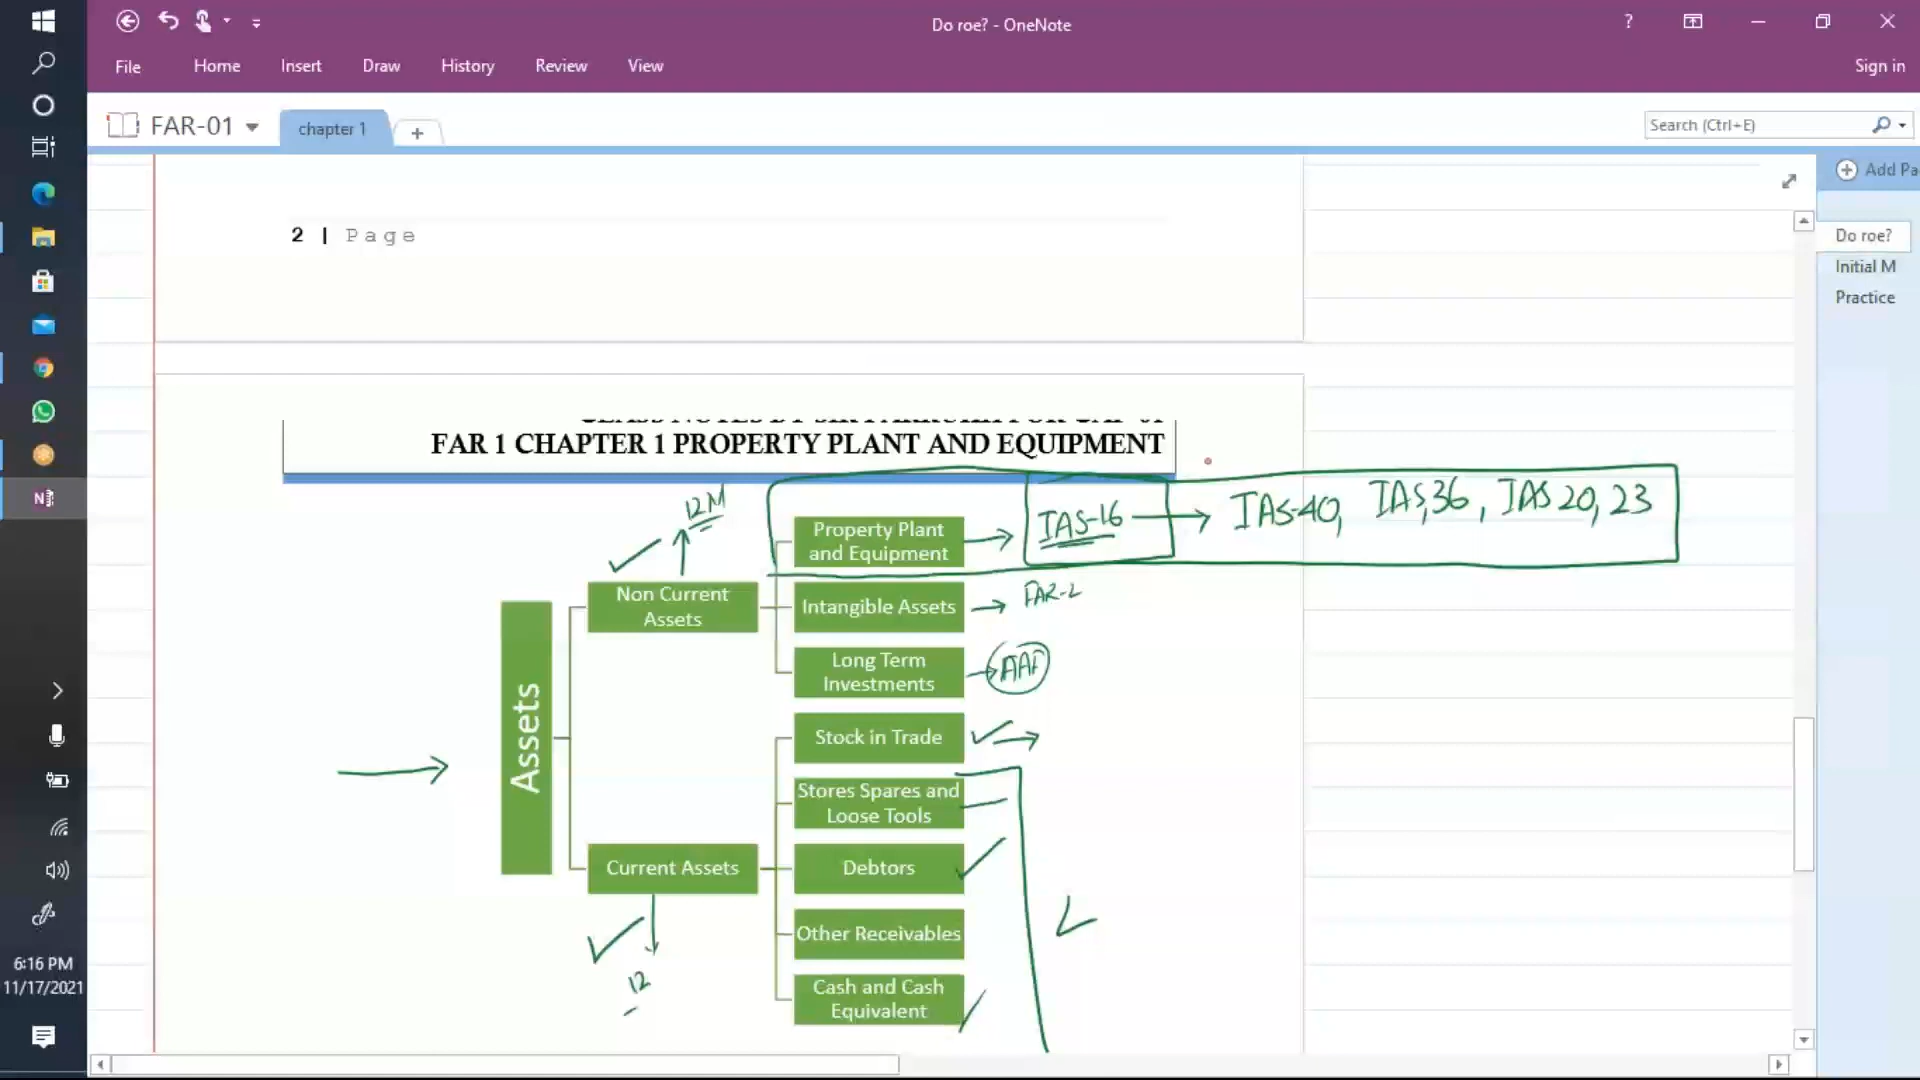 Do roe? - OneNote
?
File Home Insert Draw History Review View
Sign in
FAR-01
chapter 1
+
Search (Ctrl+E)
Add Pa
Do roe?
Initial M
Practice
2 | Page
FAR 1 CHAPTER 1 PROPERTY PLANT AND EQUIPMENT
12M
Property Plant
and Equipment
IAS-16
IAS-40, IAS,36, IAS 20, 23
Non Current
Assets
Intangible Assets
FAR-2
Long Term
Investments
AAF
Assets
Stock in Trade
Stores Spares and
Loose Tools
Current Assets
Debtors
Other Receivables
12
Cash and Cash
Equivalent
6:16 PM
11/17/2021